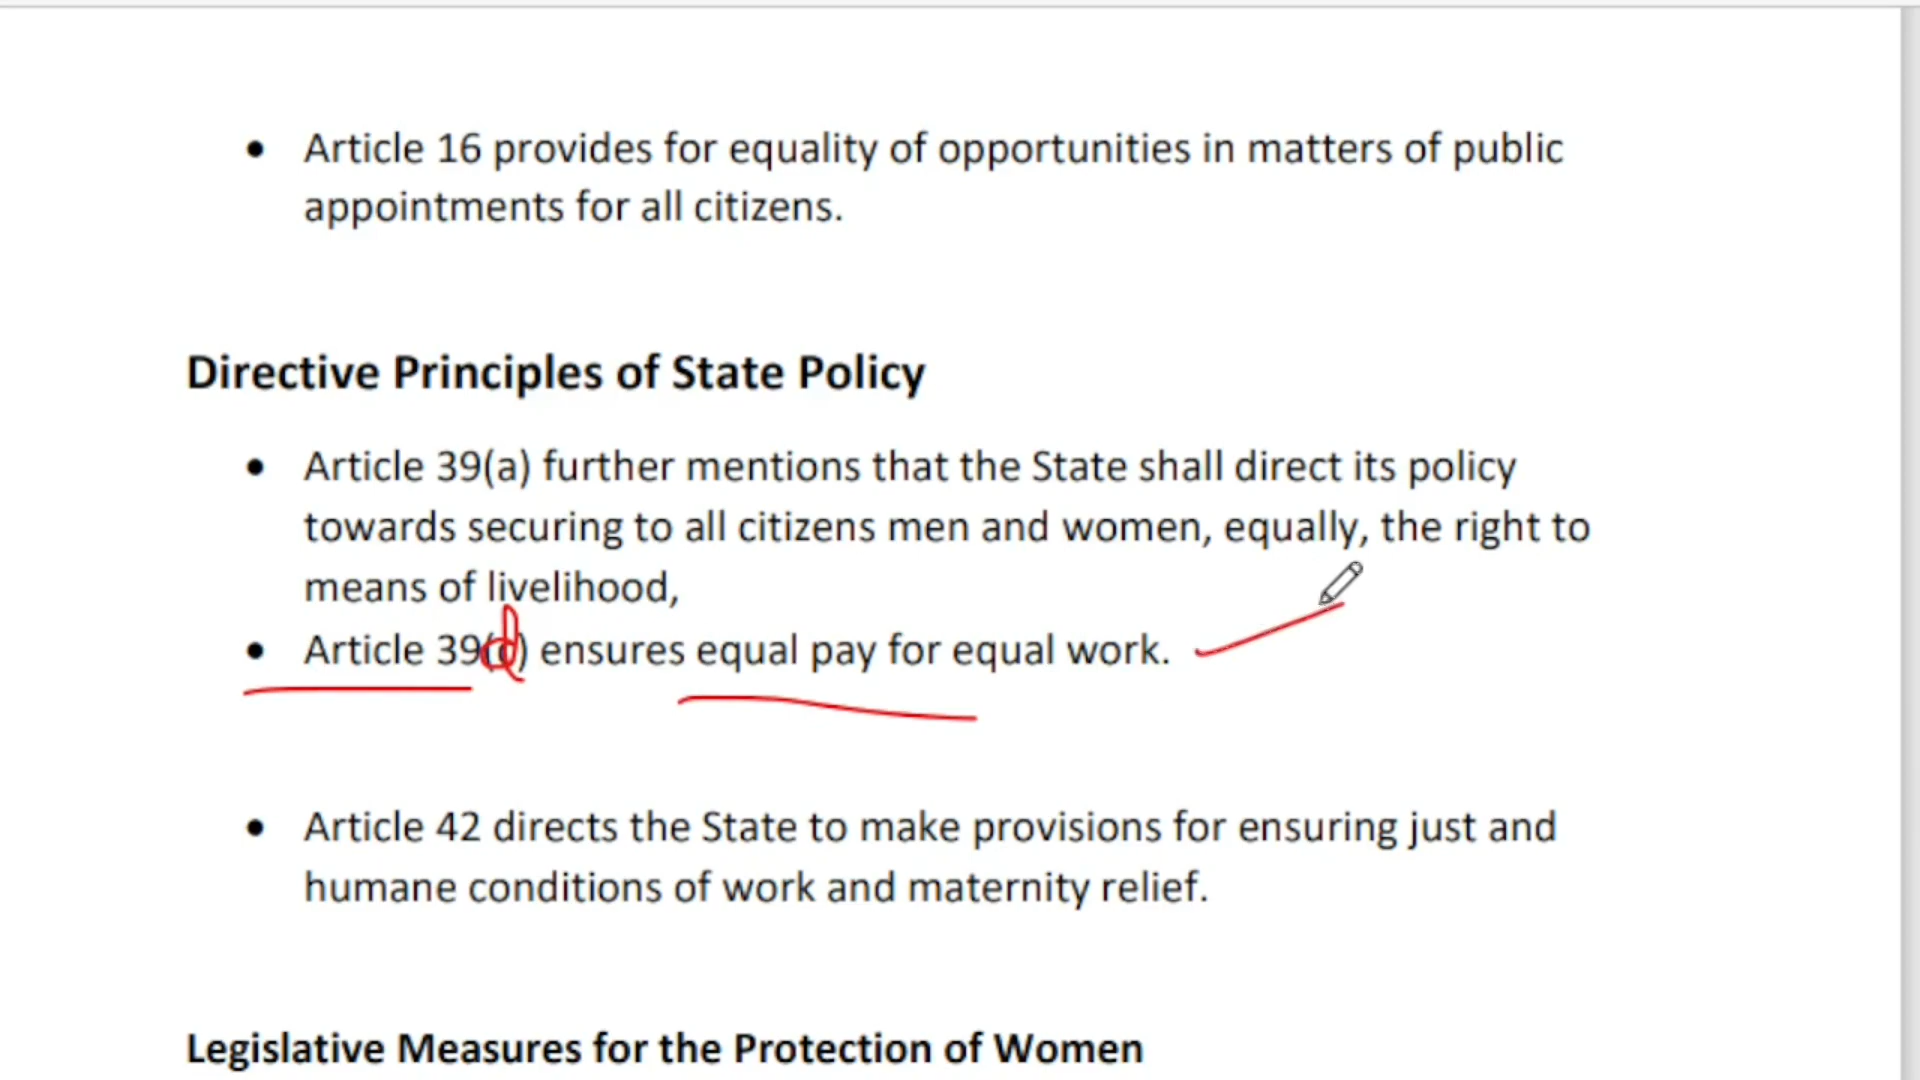 • Article 16 provides for equality of opportunities in matters of public
appointments for all citizens.
Directive Principles of State Policy
• Article 39(a) further mentions that the State shall direct its policy
towards securing to all citizens men and women, equally, the right to
means of livelihood,
• Article 39(d) ensures equal pay for equal work.
• Article 42 directs the State to make provisions for ensuring just and
humane conditions of work and maternity relief.
Legislative Measures for the Protection of Women